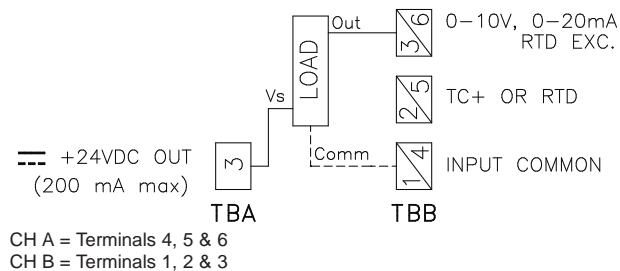 Out
3/6
0–10V, 0–20mA
RTD EXC.
LOAD
Vs
2/5
TC+ OR RTD
+24VDC OUT
(200 mA max)
3
Comm
1/4
INPUT COMMON
TBA
TBB
CH A = Terminals 4, 5 & 6
CH B = Terminals 1, 2 & 3